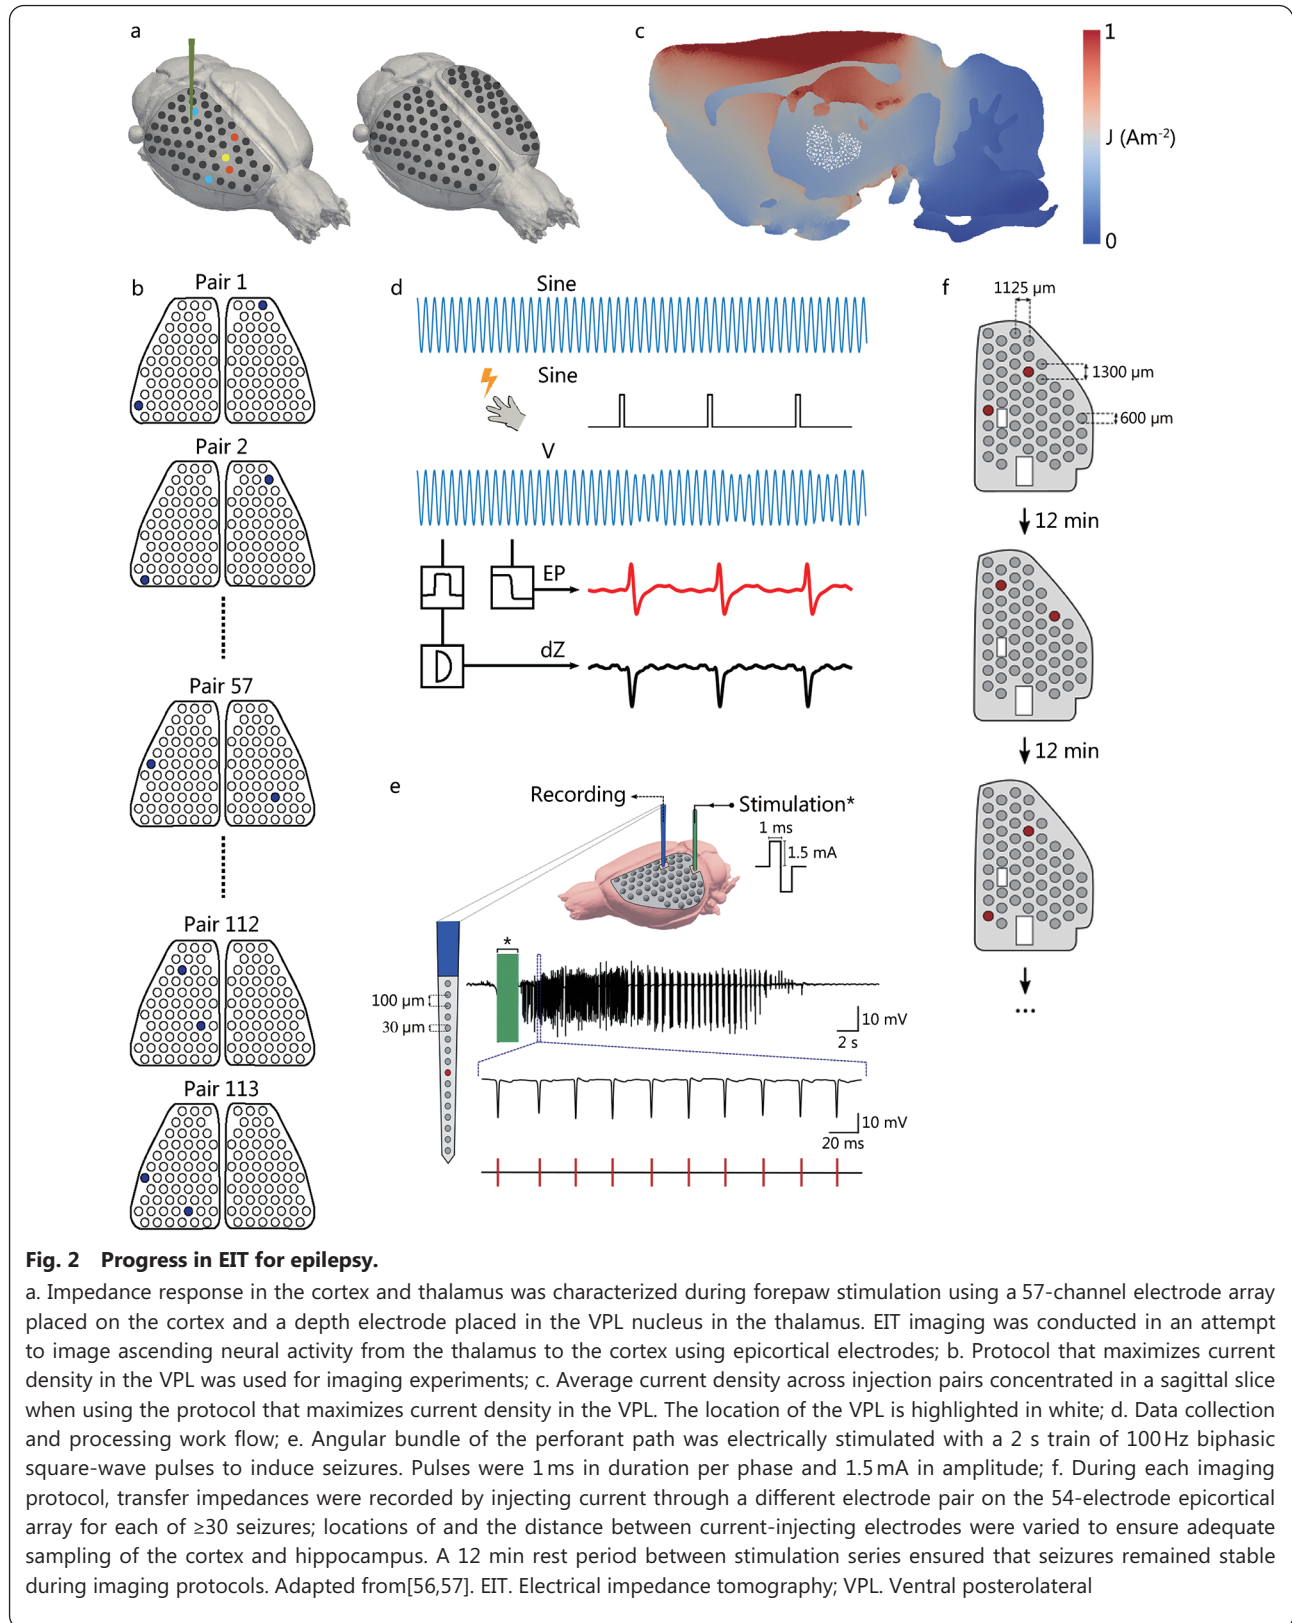 a
c
1
J (Am⁻²)
0
b
Pair 1
Pair 2
Pair 57
Pair 112
Pair 113
d
Sine
Sine
V
EP
dZ
e
Recording
Stimulation*
1 ms
1.5 mA
*
100 µm
30 µm
10 mV
2 s
10 mV
20 ms
f
1125 µm
1300 µm
600 µm
12 min
12 min
...
Fig. 2 Progress in EIT for epilepsy.
a. Impedance response in the cortex and thalamus was characterized during forepaw stimulation using a 57-channel electrode array
placed on the cortex and a depth electrode placed in the VPL nucleus in the thalamus. EIT imaging was conducted in an attempt
to image ascending neural activity from the thalamus to the cortex using epicortical electrodes; b. Protocol that maximizes current
density in the VPL was used for imaging experiments; c. Average current density across injection pairs concentrated in a sagittal slice
when using the protocol that maximizes current density in the VPL. The location of the VPL is highlighted in white; d. Data collection
and processing work flow; e. Angular bundle of the perforant path was electrically stimulated with a 2 s train of 100 Hz biphasic
square-wave pulses to induce seizures. Pulses were 1 ms in duration per phase and 1.5 mA in amplitude; f. During each imaging
protocol, transfer impedances were recorded by injecting current through a different electrode pair on the 54-electrode epicortical
array for each of ≥30 seizures; locations of and the distance between current-injecting electrodes were varied to ensure adequate
sampling of the cortex and hippocampus. A 12 min rest period between stimulation series ensured that seizures remained stable
during imaging protocols. Adapted from[56,57]. EIT. Electrical impedance tomography; VPL. Ventral posterolateral